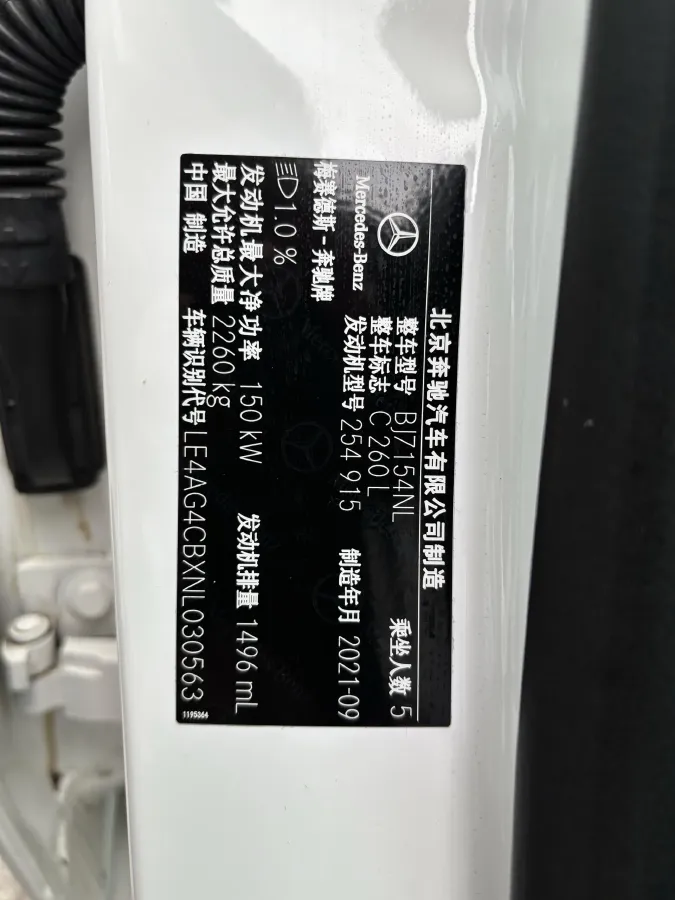 北京奔驰汽车有限公司制造
整车型号 BJ7154NL 乘坐人数 5
整车标志 C 260 L
发动机型号 254 915 制造年月 2021-09
Mercedes-Benz
梅赛德斯-奔驰牌
1.0 %
发动机最大净功率 150 kW 发动机排量 1496 mL
最大允许总质量 2260 kg
中国 制造 车辆识别代号 LE4AG4CBXNL030563
1195364